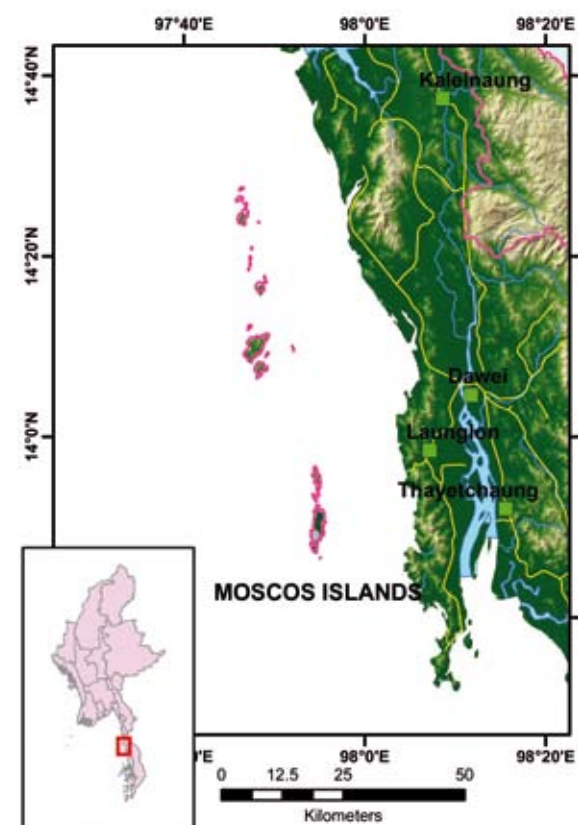 97°40'E 98°0'E 98°20'E
14°40'N
Kaleinaung
14°20'N
Dawei
14°0'N
Launglon
Thayetchaung
MOSCOS ISLANDS
0'E 98°0'E 98°20'E
0 12.5 25 50
Kilometers